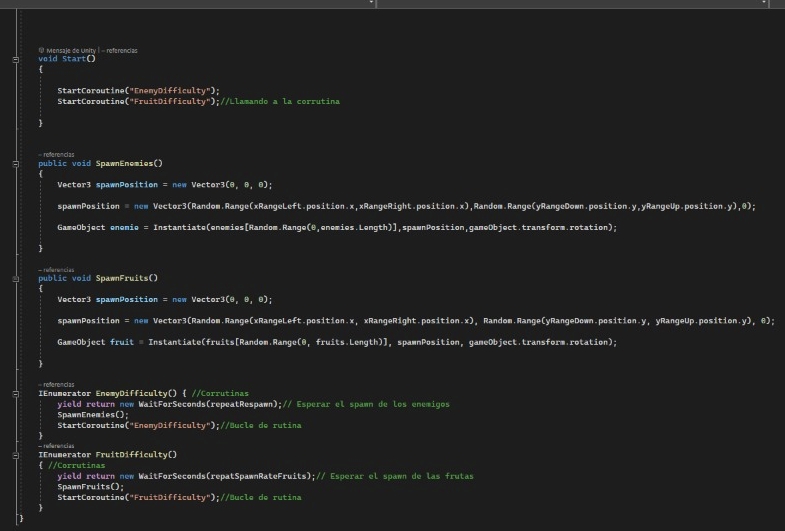 Mensaje de Unity | – referencias
void Start()
{
StartCoroutine("EnemyDifficulty");
StartCoroutine("FruitDifficulty");//Llamando a la corrutina
}
– referencias
public void SpawnEnemies()
{
Vector3 spawnPosition = new Vector3(0, 0, 0);
spawnPosition = new Vector3(Random.Range(xRangeLeft.position.x,xRangeRight.position.x),Random.Range(yRangeDown.position.y,yRangeUp.position.y),0);
GameObject enemie = Instantiate(enemies[Random.Range(0,enemies.Length)],spawnPosition,gameObject.transform.rotation);
}
– referencias
public void SpawnFruits()
{
Vector3 spawnPosition = new Vector3(0, 0, 0);
spawnPosition = new Vector3(Random.Range(xRangeLeft.position.x, xRangeRight.position.x), Random.Range(yRangeDown.position.y, yRangeUp.position.y), 0);
GameObject fruit = Instantiate(fruits[Random.Range(0, fruits.Length)], spawnPosition, gameObject.transform.rotation);
}
– referencias
IEnumerator EnemyDifficulty() { //Corrutinas
yield return new WaitForSeconds(repeatRespawn);// Esperar el spawn de los enemigos
SpawnEnemies();
StartCoroutine("EnemyDifficulty");//Bucle de rutina
}
– referencias
IEnumerator FruitDifficulty()
{ //Corrutinas
yield return new WaitForSeconds(repatSpawnRateFruits);// Esperar el spawn de las frutas
SpawnFruits();
StartCoroutine("FruitDifficulty");//Bucle de rutina
}
}